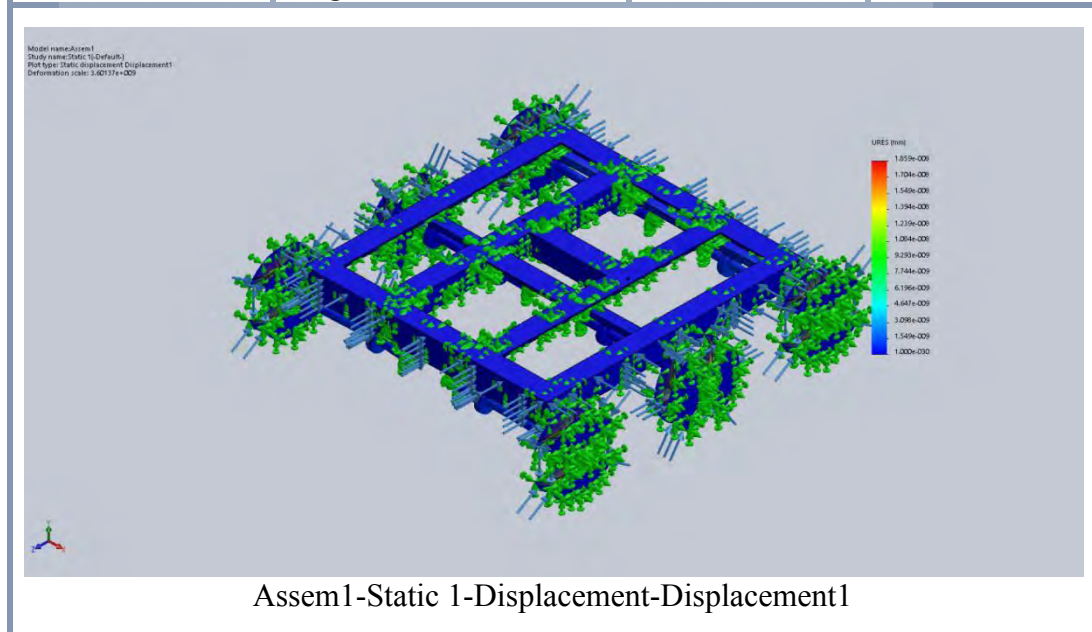 Model name:Assem1
Study name:Static 1(-Default-)
Plot type: Static displacement Displacement1
Deformation scale: 3.60137e+009
URES (mm)
1.859e-008
1.704e-008
1.549e-008
1.394e-008
1.239e-008
1.084e-008
9.293e-009
7.744e-009
6.196e-009
4.647e-009
3.098e-009
1.549e-009
1.000e-030
Y
Z
X
Assem1-Static 1-Displacement-Displacement1